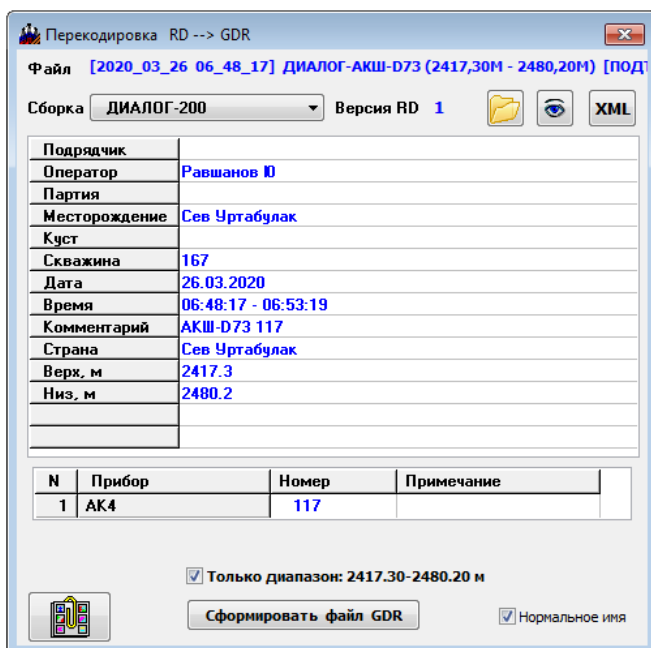 Перекодировка RD --> GDR
Файл [2020_03_26 06_48_17] ДИАЛОГ-АКШ-D73 (2417,30М - 2480,20М) [ПОДТ
Сборка ДИАЛОГ-200 Версия RD 1 XML
Подрядчик
Оператор Равшанов Ю
Партия
Месторождение Сев Уртабулак
Куст
Скважина 167
Дата 26.03.2020
Время 06:48:17 - 06:53:19
Комментарий АКШ-D73 117
Страна Сев Уртабулак
Верх, м 2417.3
Низ, м 2480.2
N Прибор Номер Примечание
1 АК4 117
Только диапазон: 2417.30-2480.20 м
Сформировать файл GDR Нормальное имя